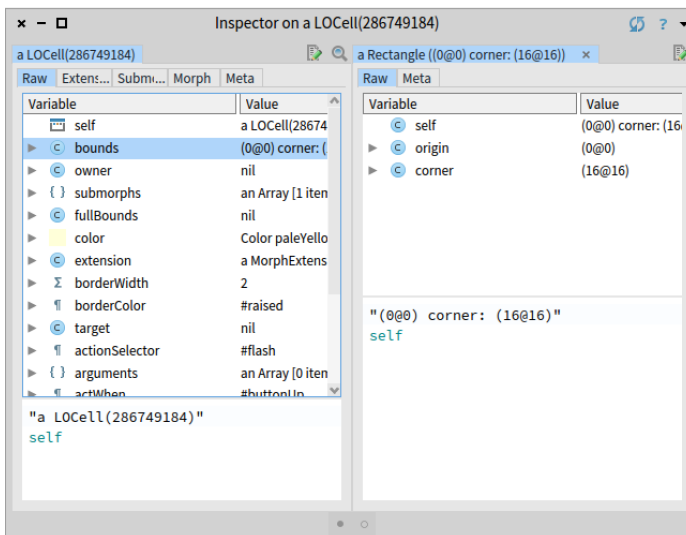 Inspector on a LOCell(286749184)
?
a LOCell(286749184)
Raw Extens... Subm... Morph Meta
Variable Value
self a LOCell(28674
bounds (0@0) corner: (
owner nil
{ } submorphs an Array [1 iten
fullBounds nil
color Color paleYello
extension a MorphExtens
Σ borderWidth 2
¶ borderColor #raised
target nil
¶ actionSelector #flash
{ } arguments an Array [0 iten
¶ actWhen #buttonUp
"a LOCell(286749184)"
self
a Rectangle ((0@0) corner: (16@16)) ×
Raw Meta
Variable Value
C self (0@0) corner: (16
C origin (0@0)
C corner (16@16)
"(0@0) corner: (16@16)"
self